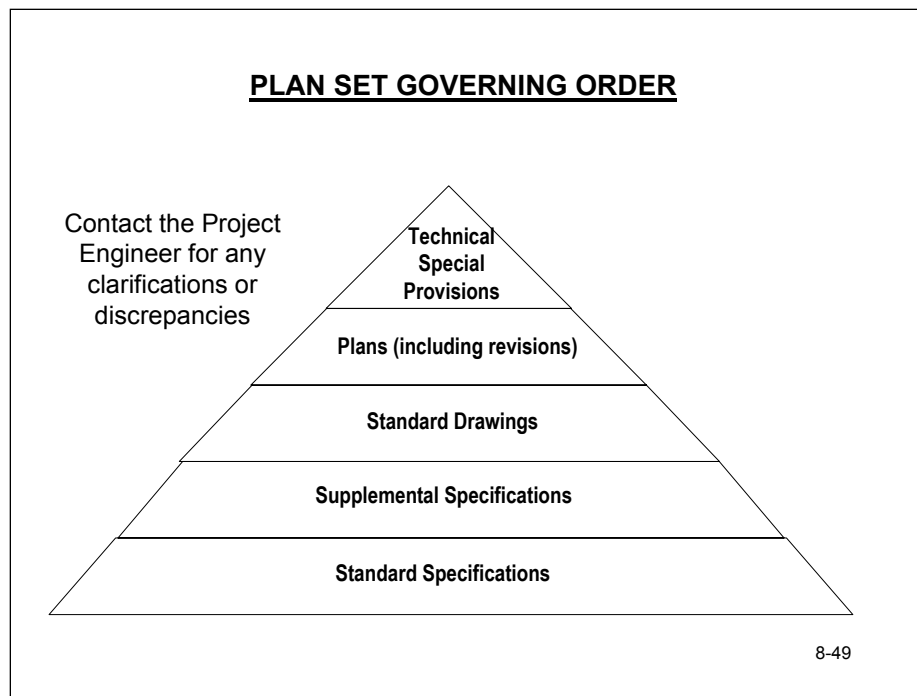 PLAN SET GOVERNING ORDER
Contact the Project
Engineer for any
clarifications or
discrepancies
Technical
Special
Provisions
Plans (including revisions)
Standard Drawings
Supplemental Specifications
Standard Specifications
8-49